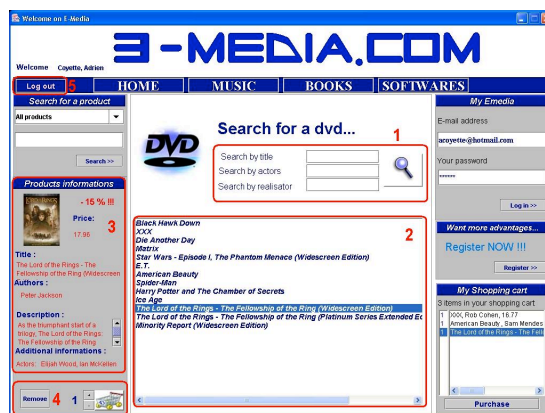 Welcome on E-Media
E-MEDIA.COM
Welcome Coyette, Adrien
Log out 5
HOME MUSIC BOOKS SOFTWARES
Search for a product
All products
Search >>
Products informations
- 15 % !!!
Price:
17.96
3
Title :
The Lord of the Rings - The
Fellowship of the Ring (Widescreen
Authors :
Peter Jackson
Description :
As the triumphant start of a
trilogy, The Lord of the Rings:
The Fellowship of the Ring
Additional informations :
Actors: Elijah Wood, Ian McKellen
Remove 4 1
DVD
Search for a dvd...
1
Search by title
Search by actors
Search by realisator
2
Black Hawk Down
XXX
Die Another Day
Matrix
Star Wars - Episode I, The Phantom Menace (Widescreen Edition)
E.T.
American Beauty
Spider-Man
Harry Potter and The Chamber of Secrets
Ice Age
The Lord of the Rings - The Fellowship of the Ring (Widescreen Edition)
The Lord of the Rings - The Fellowship of the Ring (Platinum Series Extended Ed
Minority Report (Widescreen Edition)
My Emedia
E-mail address
acoyette@hotmail.com
Your password
******
Log in >>
Want more advantages...
Register NOW !!!
Register >>
My Shopping cart
3 items in your shopping cart
1 XXX, Rob Cohen, 16.77
1 American Beauty , Sam Mendes
1 The Lord of the Rings - The Fell
Purchase